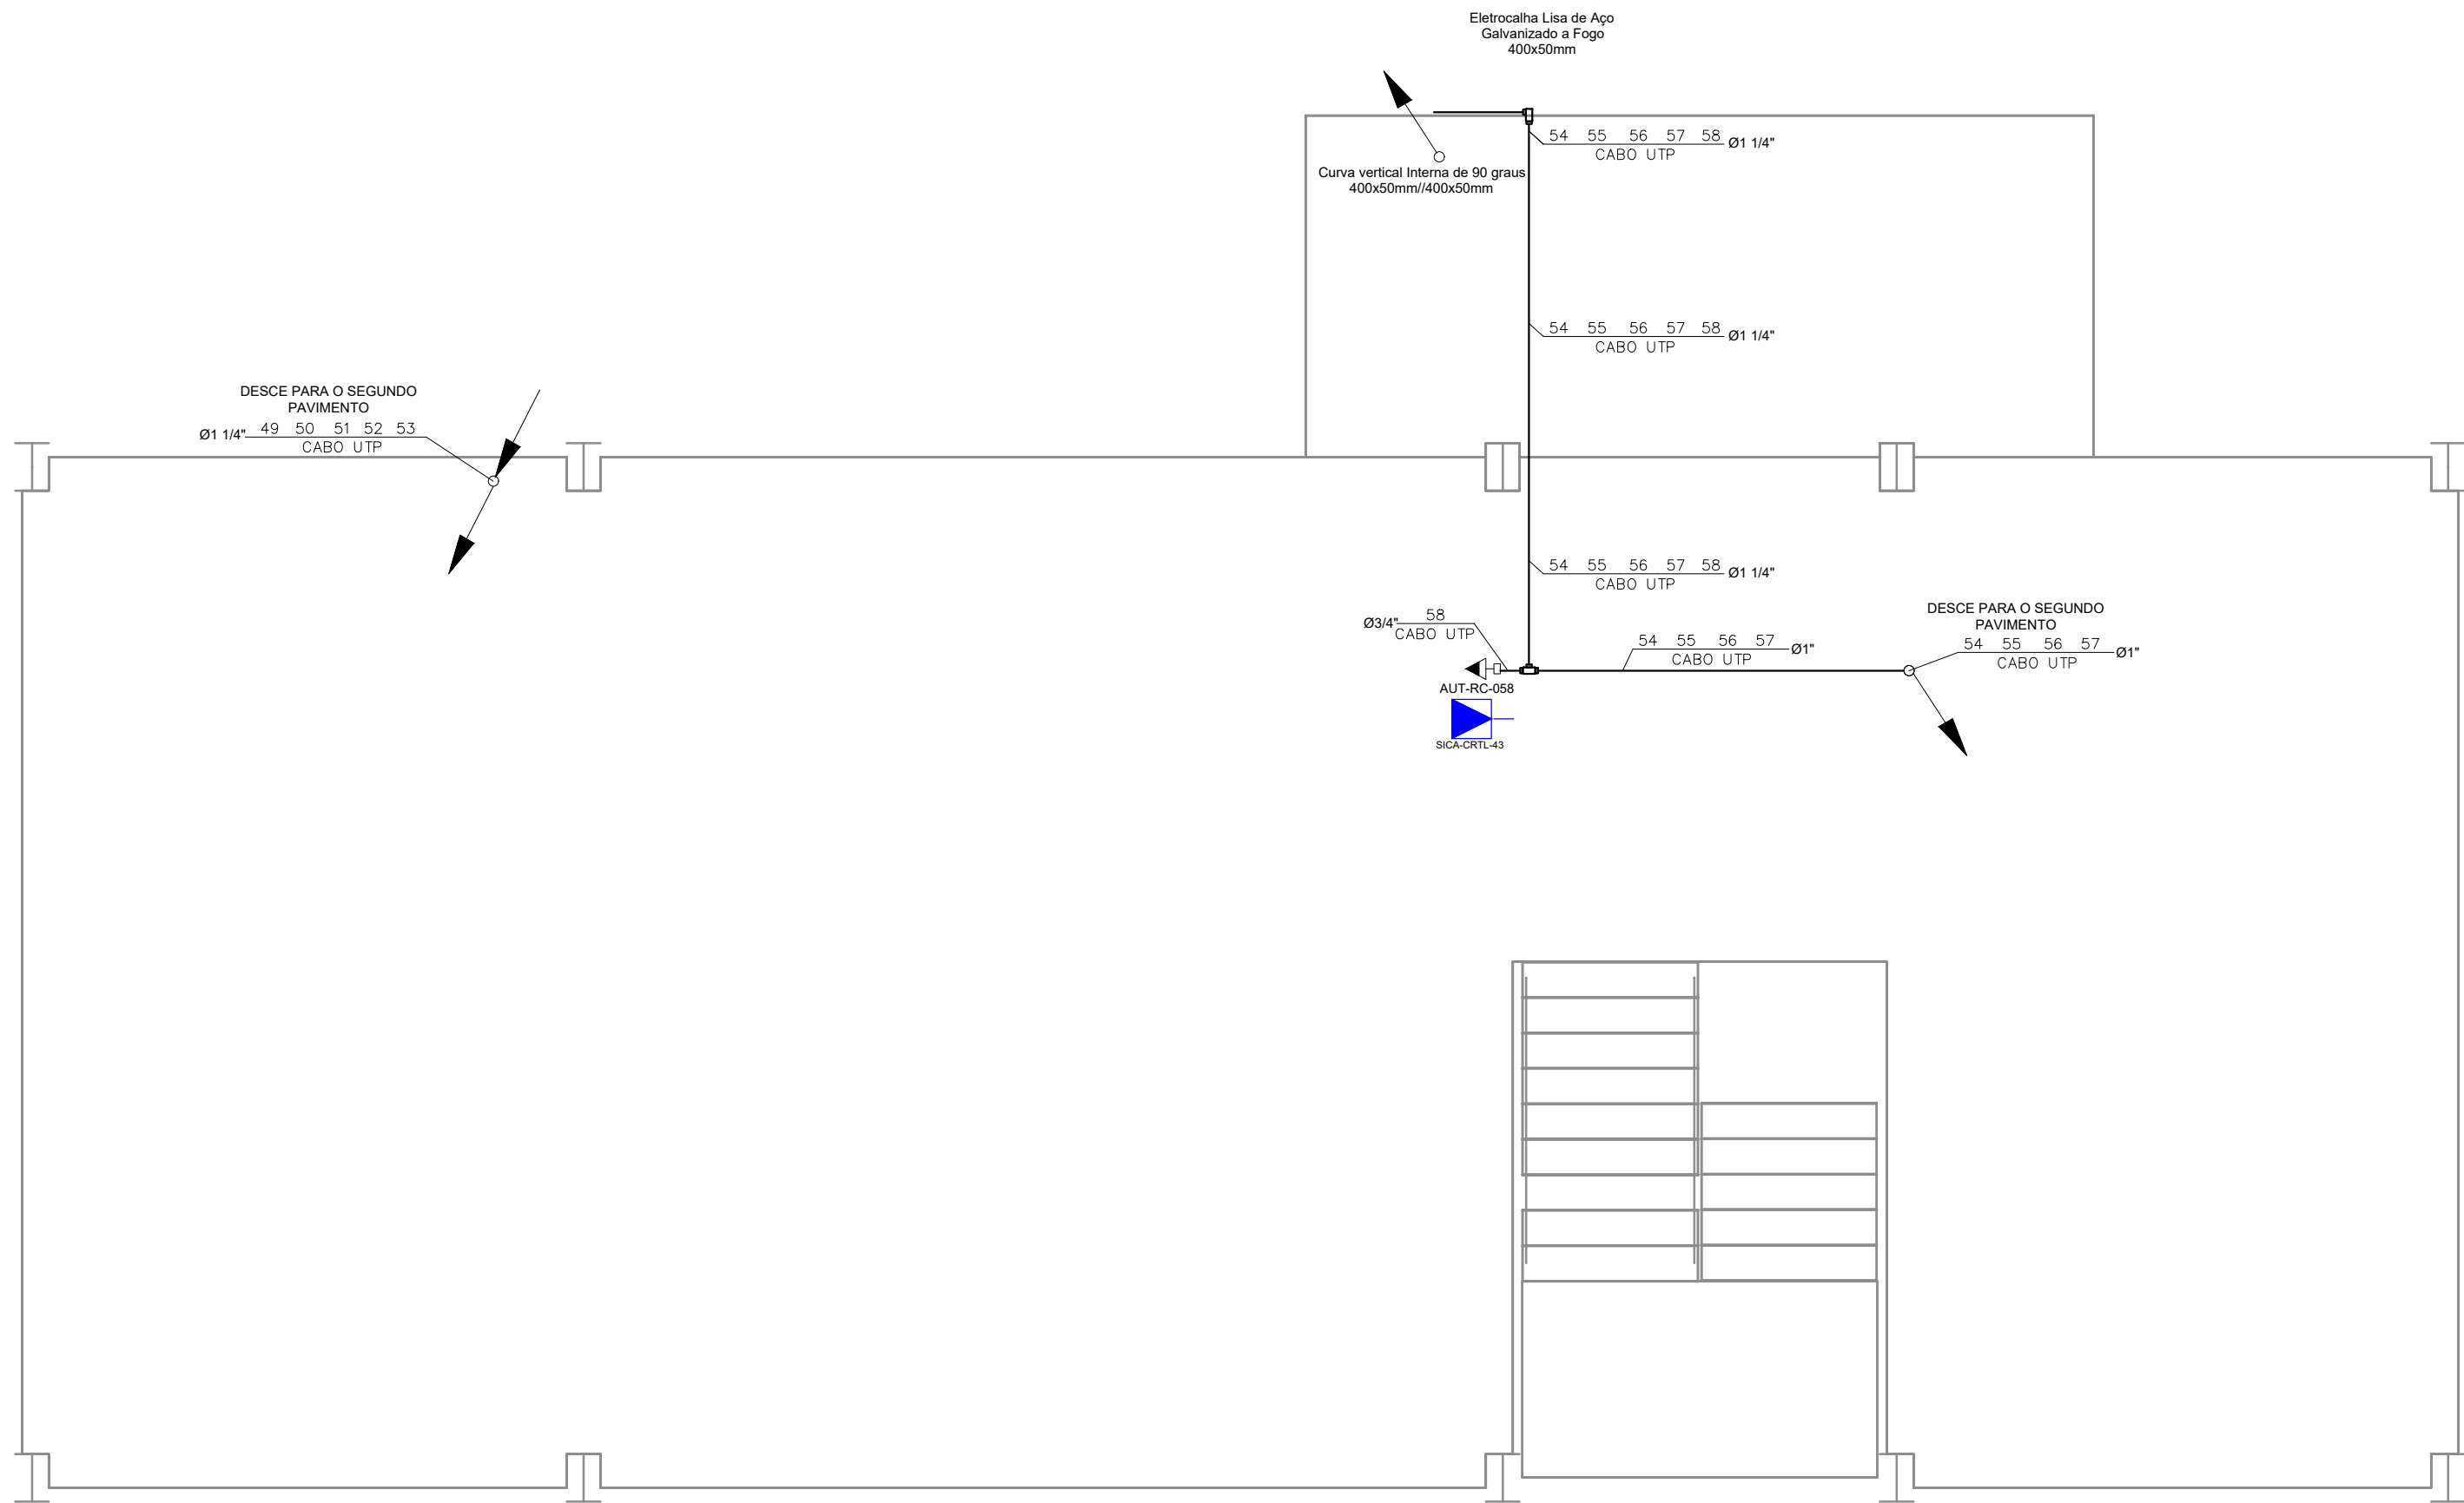 Eletrocalha Lisa de Aço
Galvanizado a Fogo
400x50mm
54 55 56 57 58 Ø1 1/4"
CABO UTP
Curva vertical Interna de 90 graus
400x50mm//400x50mm
54 55 56 57 58 Ø1 1/4"
CABO UTP
DESCE PARA O SEGUNDO
PAVIMENTO
Ø1 1/4" 49 50 51 52 53
CABO UTP
54 55 56 57 58 Ø1 1/4"
CABO UTP
Ø3/4" 58
CABO UTP
54 55 56 57 Ø1"
CABO UTP
DESCE PARA O SEGUNDO
PAVIMENTO
54 55 56 57 Ø1"
CABO UTP
AUT-RC-058
SICA-CRTL-43